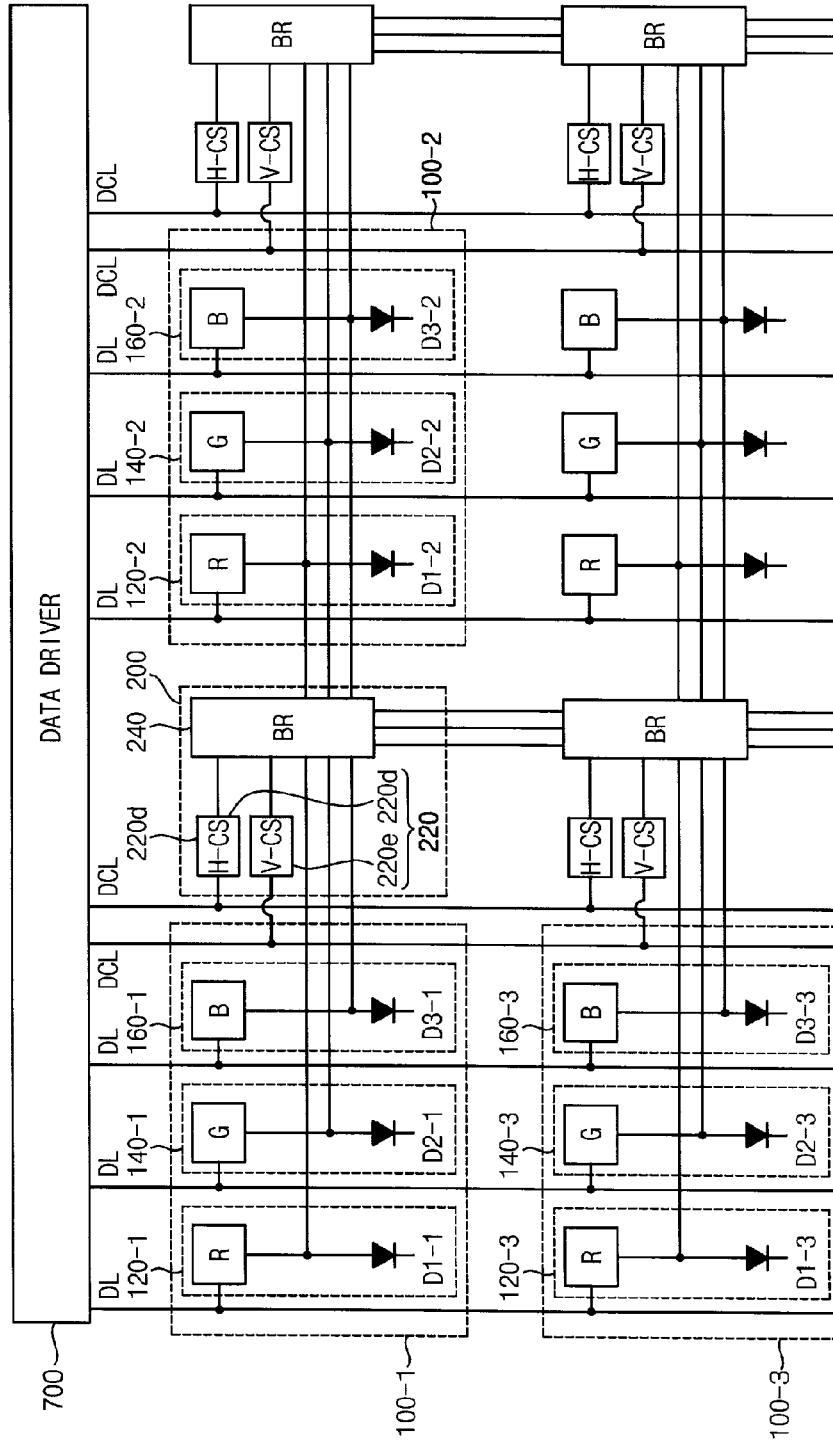 700
DATA DRIVER
DL
DL
DL
DCL
DCL
DL
DL
DL
DCL
DCL
120-1
140-1
160-1
220d
240
200
120-2
140-2
160-2
R
G
B
H-CS
V-CS
220e
220d
220
BR
R
G
B
H-CS
V-CS
BR
D1-1
D2-1
D3-1
D1-2
D2-2
D3-2
100-1
100-2
120-3
140-3
160-3
R
G
B
H-CS
V-CS
BR
R
G
B
H-CS
V-CS
BR
D1-3
D2-3
D3-3
100-3